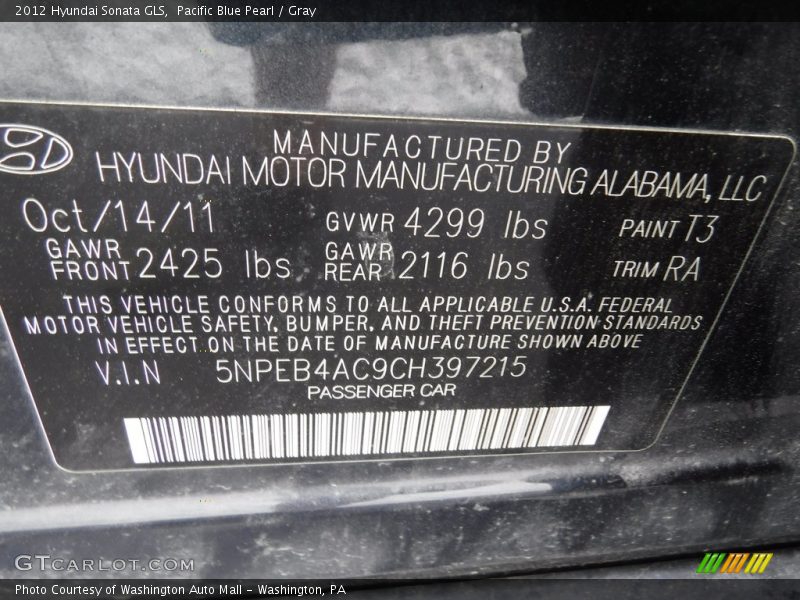 2012 Hyundai Sonata GLS, Pacific Blue Pearl / Gray
MANUFACTURED BY
HYUNDAI MOTOR MANUFACTURING ALABAMA, LLC
Oct/14/11 GVWR 4299 lbs PAINT T3
GAWR FRONT 2425 lbs GAWR REAR 2116 lbs TRIM RA
THIS VEHICLE CONFORMS TO ALL APPLICABLE U.S.A. FEDERAL
MOTOR VEHICLE SAFETY, BUMPER, AND THEFT PREVENTION STANDARDS
IN EFFECT ON THE DATE OF MANUFACTURE SHOWN ABOVE
V.I.N 5NPEB4AC9CH397215
PASSENGER CAR
GTCARLOT.COM
Photo Courtesy of Washington Auto Mall - Washington, PA